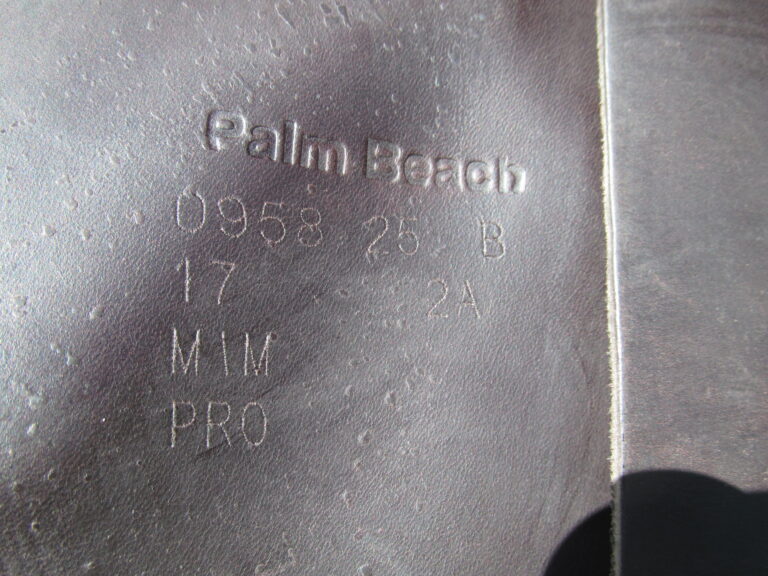 Palm Beach
0958 25 B
17 2A
MIM
PRO